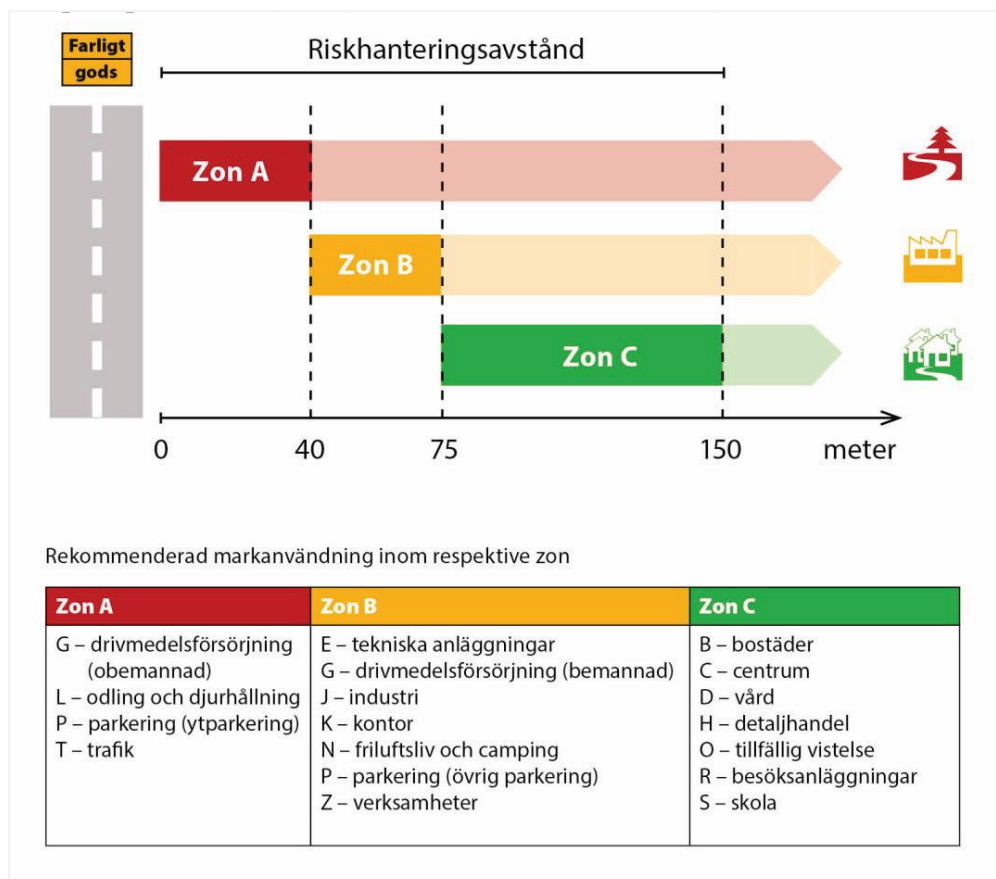 Farligt
gods
Riskhanteringsavstånd
Zon A
Zon B
Zon C
0
40
75
150
meter
Rekommenderad markanvändning inom respektive zon
Zon A
G – drivmedelsförsörjning
(obemannad)
L – odling och djurhållning
P – parkering (ytparkering)
T – trafik
Zon B
E – tekniska anläggningar
G – drivmedelsförsörjning (bemannad)
J – industri
K – kontor
N – friluftsliv och camping
P – parkering (övrig parkering)
Z – verksamheter
Zon C
B – bostäder
C – centrum
D – vård
H – detaljhandel
O – tillfällig vistelse
R – besöksanläggningar
S – skola